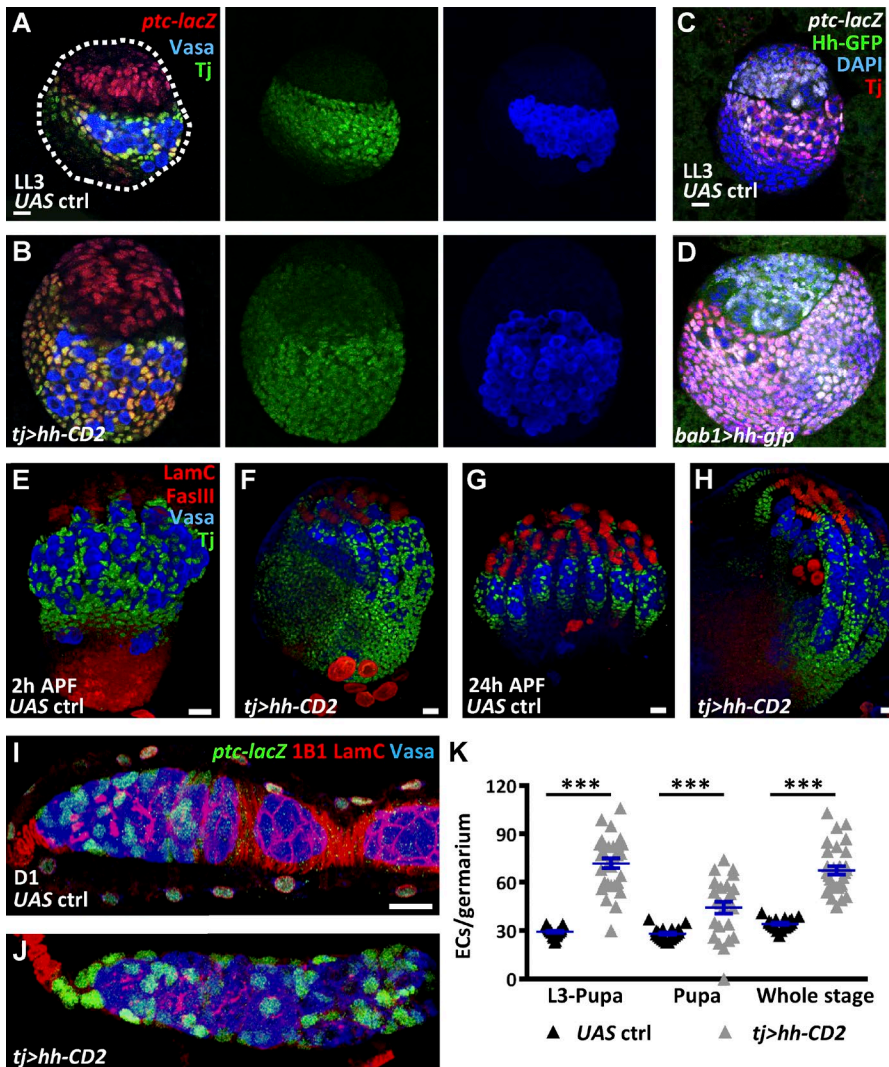 A
ptc-lacZ
Vasa
Tj
LL3
UAS ctrl
C
ptc-lacZ
Hh-GFP
DAPI
Tj
LL3
UAS ctrl
B
tj>hh-CD2
D
bab1>hh-gfp
E
LamC
FasIII
Vasa
Tj
2h APF
UAS ctrl
F
tj>hh-CD2
G
24h APF
UAS ctrl
H
tj>hh-CD2
I
ptc-lacZ 1B1 LamC Vasa
D1
UAS ctrl
J
tj>hh-CD2
K
120
90
60
30
0
ECs/germarium
*** *** ***
L3-Pupa Pupa Whole stage
▲ UAS ctrl ▲ tj>hh-CD2